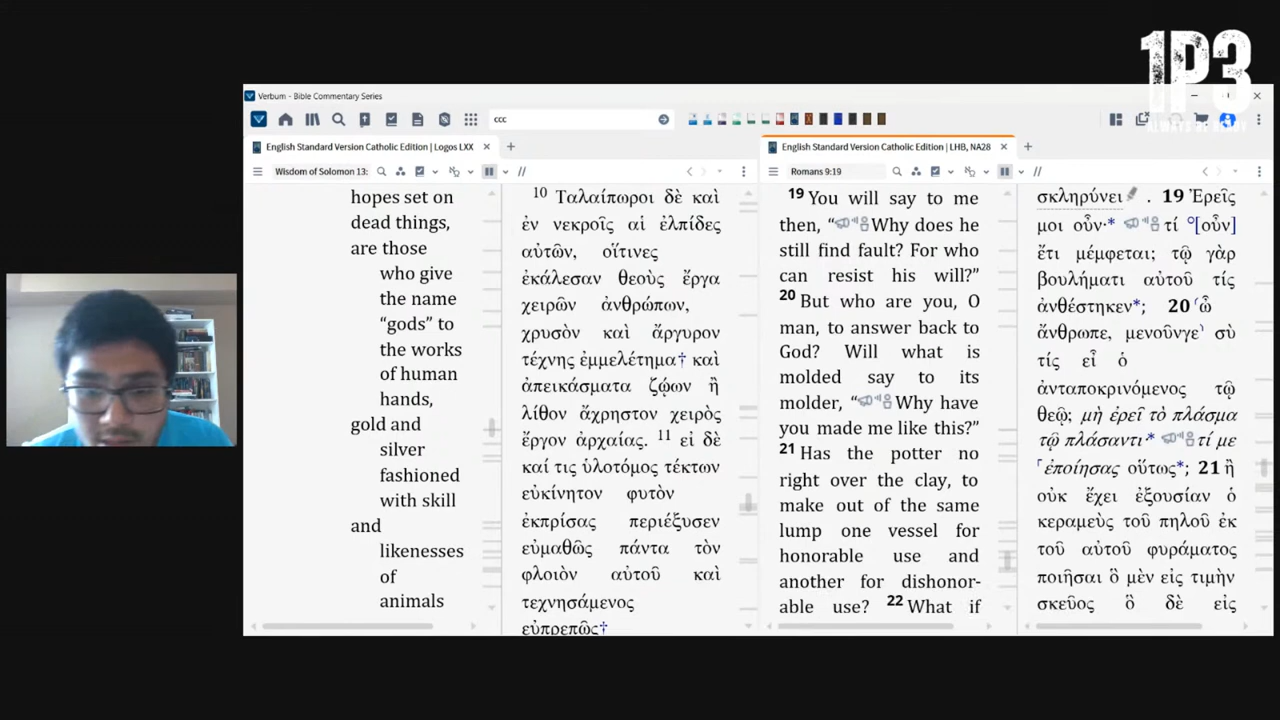 1P3
ALWAYS BE READY
Verbum - Bible Commentary Series
ccc
English Standard Version Catholic Edition | Logos LXX
English Standard Version Catholic Edition | LHB, NA28
Wisdom of Solomon 13:
Romans 9:19
hopes set on
dead things,
are those
who give
the name
“gods” to
the works
of human
hands,
gold and
silver
fashioned
with skill
and
likenesses
of
animals
10 Ταλαίπωροι δὲ καὶ
ἐν νεκροῖς αἱ ἐλπίδες
αὐτῶν, οἵτινες
ἐκάλεσαν θεοὺς ἔργα
χειρῶν ἀνθρώπων,
χρυσὸν καὶ ἄργυρον
τέχνης ἐμμελέτημα† καὶ
ἀπεικάσματα ζῴων ἢ
λίθον ἄχρηστον χειρὸς
ἔργον ἀρχαίας. 11 εἰ δὲ
καί τις ὑλοτόμος τέκτων
εὐκίνητον φυτὸν
ἐκπρίσας περιέξυσεν
εὐμαθῶς πάντα τὸν
φλοιὸν αὐτοῦ καὶ
τεχνησάμενος
εὐπρεπῶς†
19 You will say to me
then, “Why does he
still find fault? For who
can resist his will?”
20 But who are you, O
man, to answer back to
God? Will what is
molded say to its
molder, “Why have
you made me like this?”
21 Has the potter no
right over the clay, to
make out of the same
lump one vessel for
honorable use and
another for dishonor-
able use? 22 What if
σκληρύνει . 19 Ἐρεῖς
μοι οὖν·* τί °[οὖν]
ἔτι μέμφεται; τῷ γὰρ
βουλήματι αὐτοῦ τίς
ἀνθέστηκεν*; 20 ⸂ὦ
ἄνθρωπε, μενοῦνγε⸃ σὺ
τίς εἶ ὁ
ἀνταποκρινόμενος τῷ
θεῷ; μὴ ἐρεῖ τὸ πλάσμα
τῷ πλάσαντι·* τί με
⸀ἐποίησας οὕτως*; 21 ἢ
οὐκ ἔχει ἐξουσίαν ὁ
κεραμεὺς τοῦ πηλοῦ ἐκ
τοῦ αὐτοῦ φυράματος
ποιῆσαι ὃ μὲν εἰς τιμὴν
σκεῦος ὃ δὲ εἰς